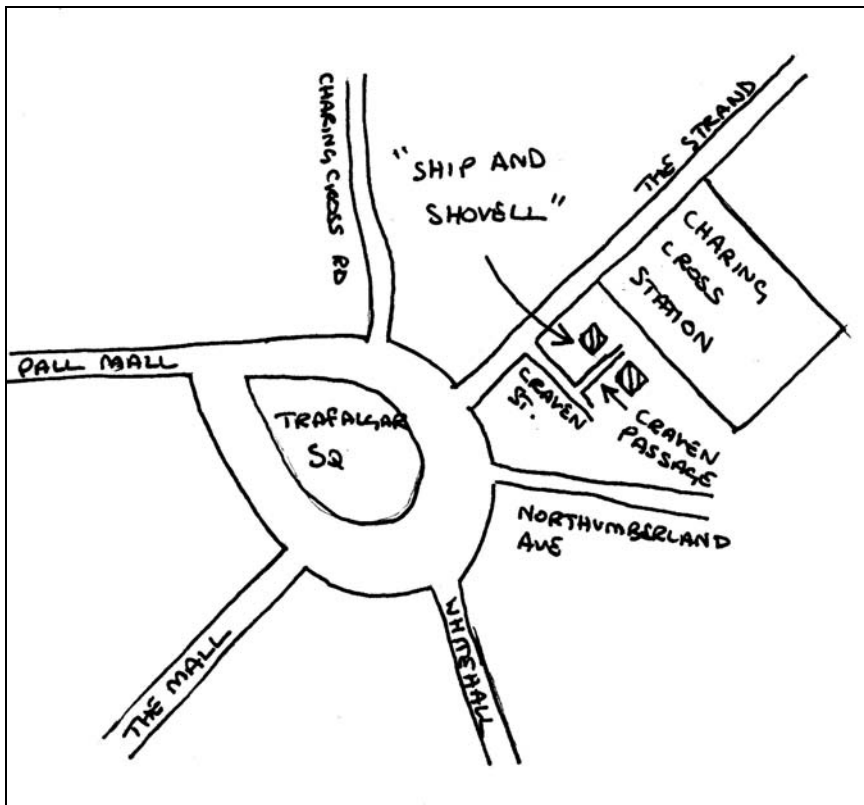 CHARING CROSS RD
THE STRAND
"SHIP AND
SHOVELL"
CHARING
CROSS
STATION
PALL MALL
TRAFALGAR
SQ
CRAVEN
ST.
CRAVEN
PASSAGE
NORTHUMBERLAND
AVE
THE MALL
WHITEHALL